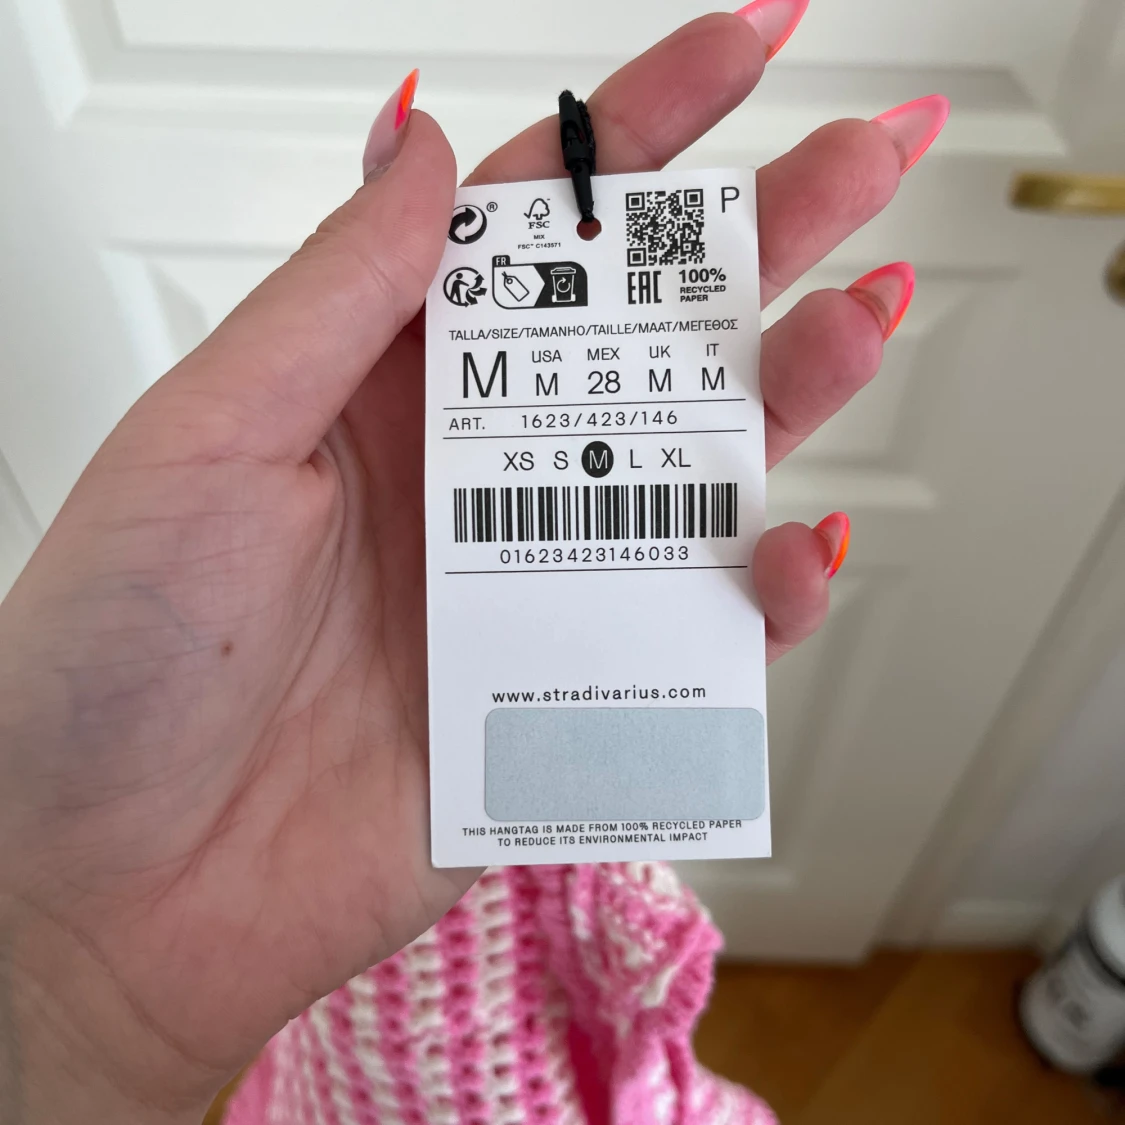 ®
P
FSC
MIX
FSC™ C143571
FR
EAC
100%
RECYCLED
PAPER
TALLA/SIZE/TAMANHO/TAILLE/MAAT/ΜΕΓΕΘΟΣ
M
USA MEX UK IT
M 28 M M
ART. 1623/423/146
XS S M L XL
01623423146033
www.stradivarius.com
THIS HANGTAG IS MADE FROM 100% RECYCLED PAPER
TO REDUCE ITS ENVIRONMENTAL IMPACT